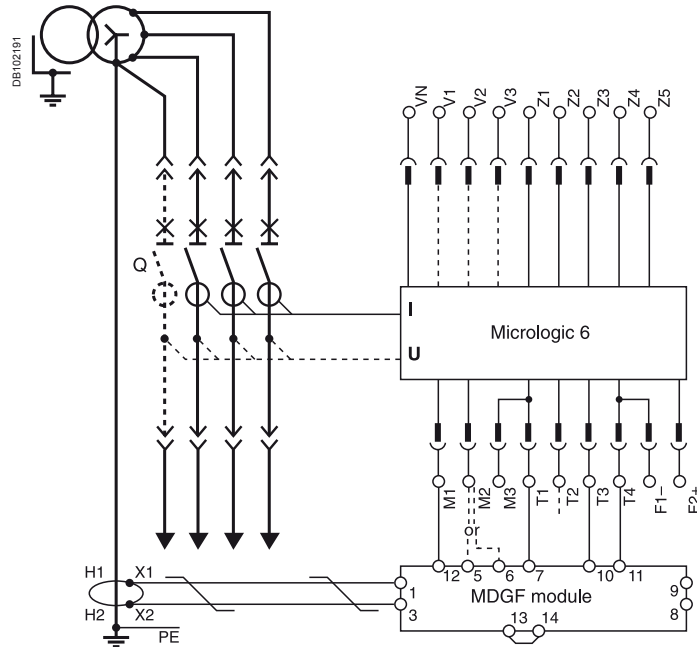 DB102191
VN V1 V2 V3 Z1 Z2 Z3 Z4 Z5
Q
I
Micrologic 6
U
M1 M2 M3 T1 T2 T3 T4 F1– F2+
or
12 5 6 7 10 11
H1 X1
1
MDGF module
9
H2 X2
3
8
13 14
PE